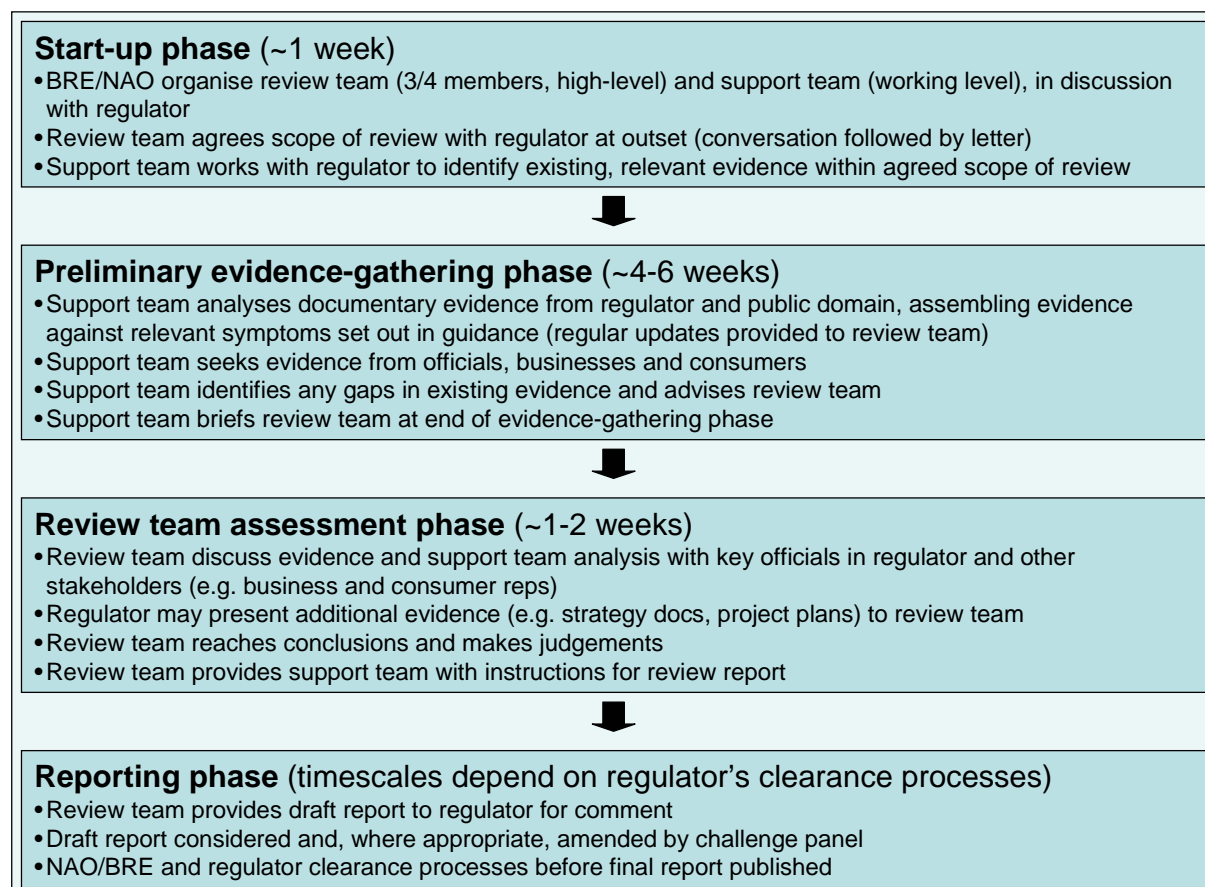 Start-up phase (~1 week)
•BRE/NAO organise review team (3/4 members, high-level) and support team (working level), in discussion
with regulator
•Review team agrees scope of review with regulator at outset (conversation followed by letter)
•Support team works with regulator to identify existing, relevant evidence within agreed scope of review
Preliminary evidence-gathering phase (~4-6 weeks)
•Support team analyses documentary evidence from regulator and public domain, assembling evidence
against relevant symptoms set out in guidance (regular updates provided to review team)
•Support team seeks evidence from officials, businesses and consumers
•Support team identifies any gaps in existing evidence and advises review team
•Support team briefs review team at end of evidence-gathering phase
Review team assessment phase (~1-2 weeks)
•Review team discuss evidence and support team analysis with key officials in regulator and other
stakeholders (e.g. business and consumer reps)
•Regulator may present additional evidence (e.g. strategy docs, project plans) to review team
•Review team reaches conclusions and makes judgements
•Review team provides support team with instructions for review report
Reporting phase (timescales depend on regulator's clearance processes)
•Review team provides draft report to regulator for comment
•Draft report considered and, where appropriate, amended by challenge panel
•NAO/BRE and regulator clearance processes before final report published